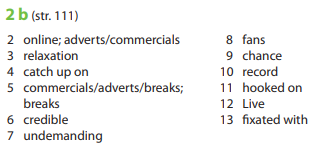 2 b (str. 111)
2 online; adverts/commercials
3 relaxation
4 catch up on
5 commercials/adverts/breaks;
breaks
6 credible
7 undemanding
8 fans
9 chance
10 record
11 hooked on
12 Live
13 fixated with